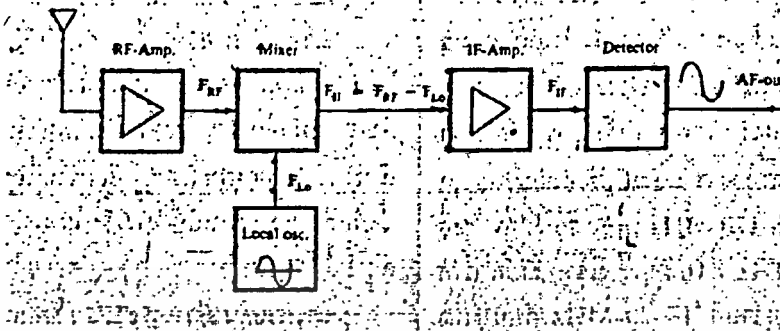 RF-Amp. Mixer IF-Amp. Detector
F_RF F_IF = F_RF - F_Lo F_IF AF-out
F_Lo
Local osc.